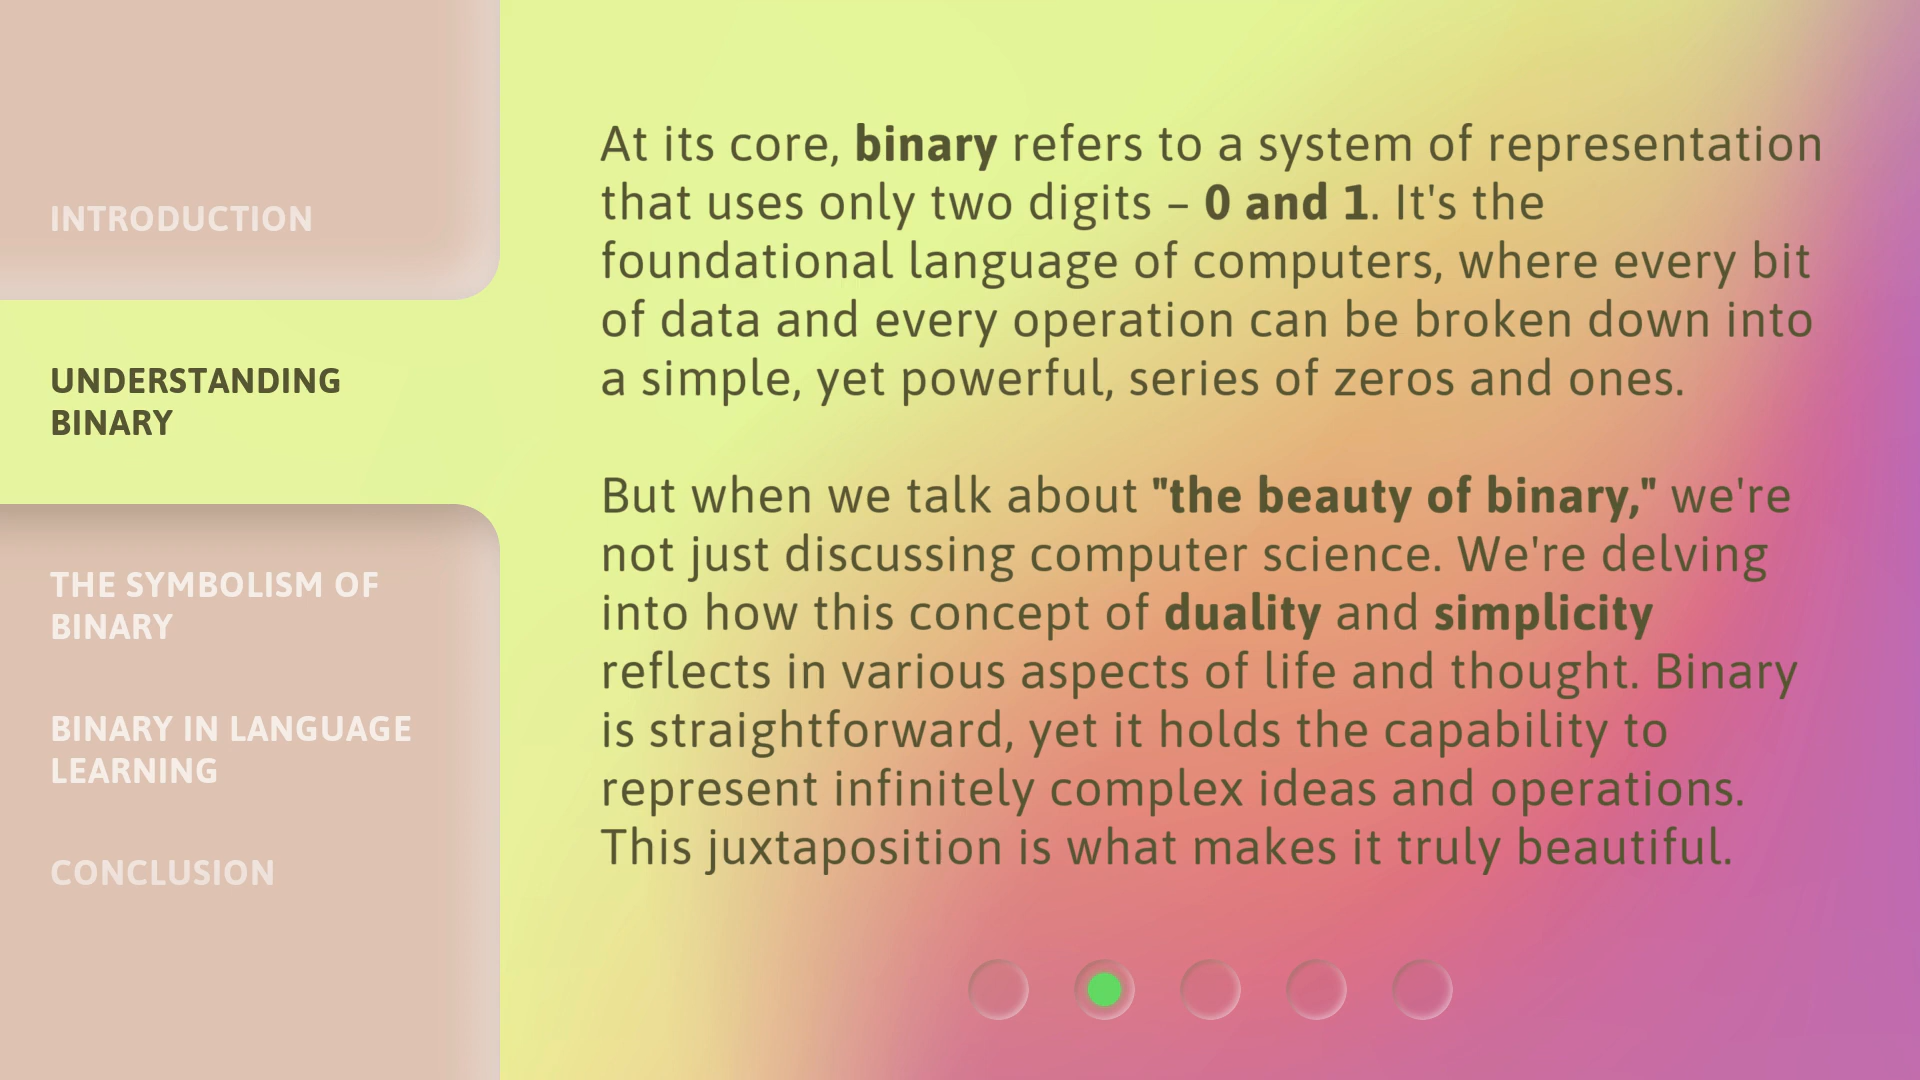 INTRODUCTION
UNDERSTANDING
BINARY
THE SYMBOLISM OF
BINARY
BINARY IN LANGUAGE
LEARNING
CONCLUSION
At its core, binary refers to a system of representation
that uses only two digits – 0 and 1. It's the
foundational language of computers, where every bit
of data and every operation can be broken down into
a simple, yet powerful, series of zeros and ones.
But when we talk about "the beauty of binary," we're
not just discussing computer science. We're delving
into how this concept of duality and simplicity
reflects in various aspects of life and thought. Binary
is straightforward, yet it holds the capability to
represent infinitely complex ideas and operations.
This juxtaposition is what makes it truly beautiful.